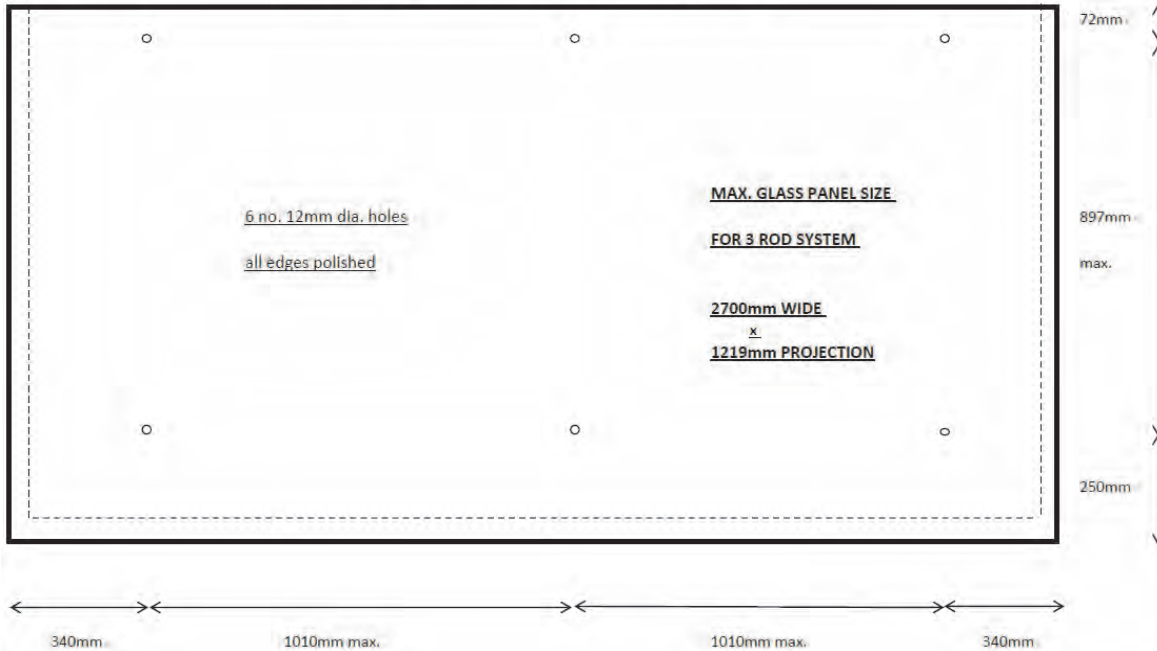 72mm
6 no. 12mm dia. holes
all edges polished
MAX. GLASS PANEL SIZE
FOR 3 ROD SYSTEM
2700mm WIDE
x
1219mm PROJECTION
897mm
max.
250mm
340mm
1010mm max.
1010mm max.
340mm